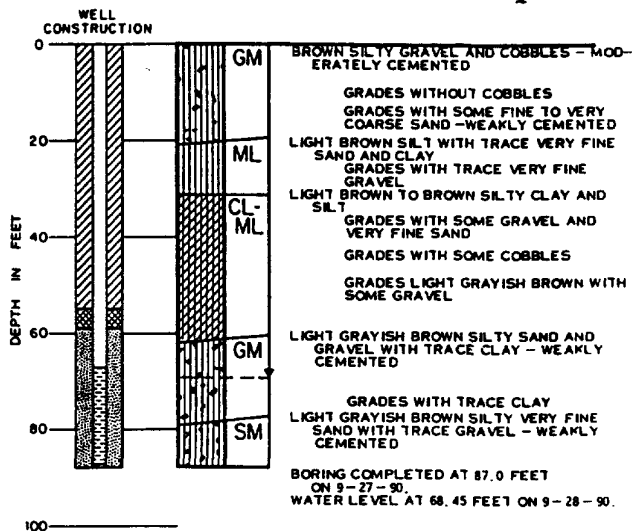 WELL
CONSTRUCTION
DEPTH IN FEET
0
20
40
60
80
100
GM
ML
CL-
ML
GM
SM
BROWN SILTY GRAVEL AND COBBLES - MOD-
ERATELY CEMENTED
GRADES WITHOUT COBBLES
GRADES WITH SOME FINE TO VERY
COARSE SAND -WEAKLY CEMENTED
LIGHT BROWN SILT WITH TRACE VERY FINE
SAND AND CLAY
GRADES WITH TRACE VERY FINE
GRAVEL
LIGHT BROWN TO BROWN SILTY CLAY AND
SILT
GRADES WITH SOME GRAVEL AND
VERY FINE SAND
GRADES WITH SOME COBBLES
GRADES LIGHT GRAYISH BROWN WITH
SOME GRAVEL
LIGHT GRAYISH BROWN SILTY SAND AND
GRAVEL WITH TRACE CLAY - WEAKLY
CEMENTED
GRADES WITH TRACE CLAY
LIGHT GRAYISH BROWN SILTY VERY FINE
SAND WITH TRACE GRAVEL - WEAKLY
CEMENTED
BORING COMPLETED AT 87.0 FEET
ON 9-27-90.
WATER LEVEL AT 68.45 FEET ON 9-28-90.